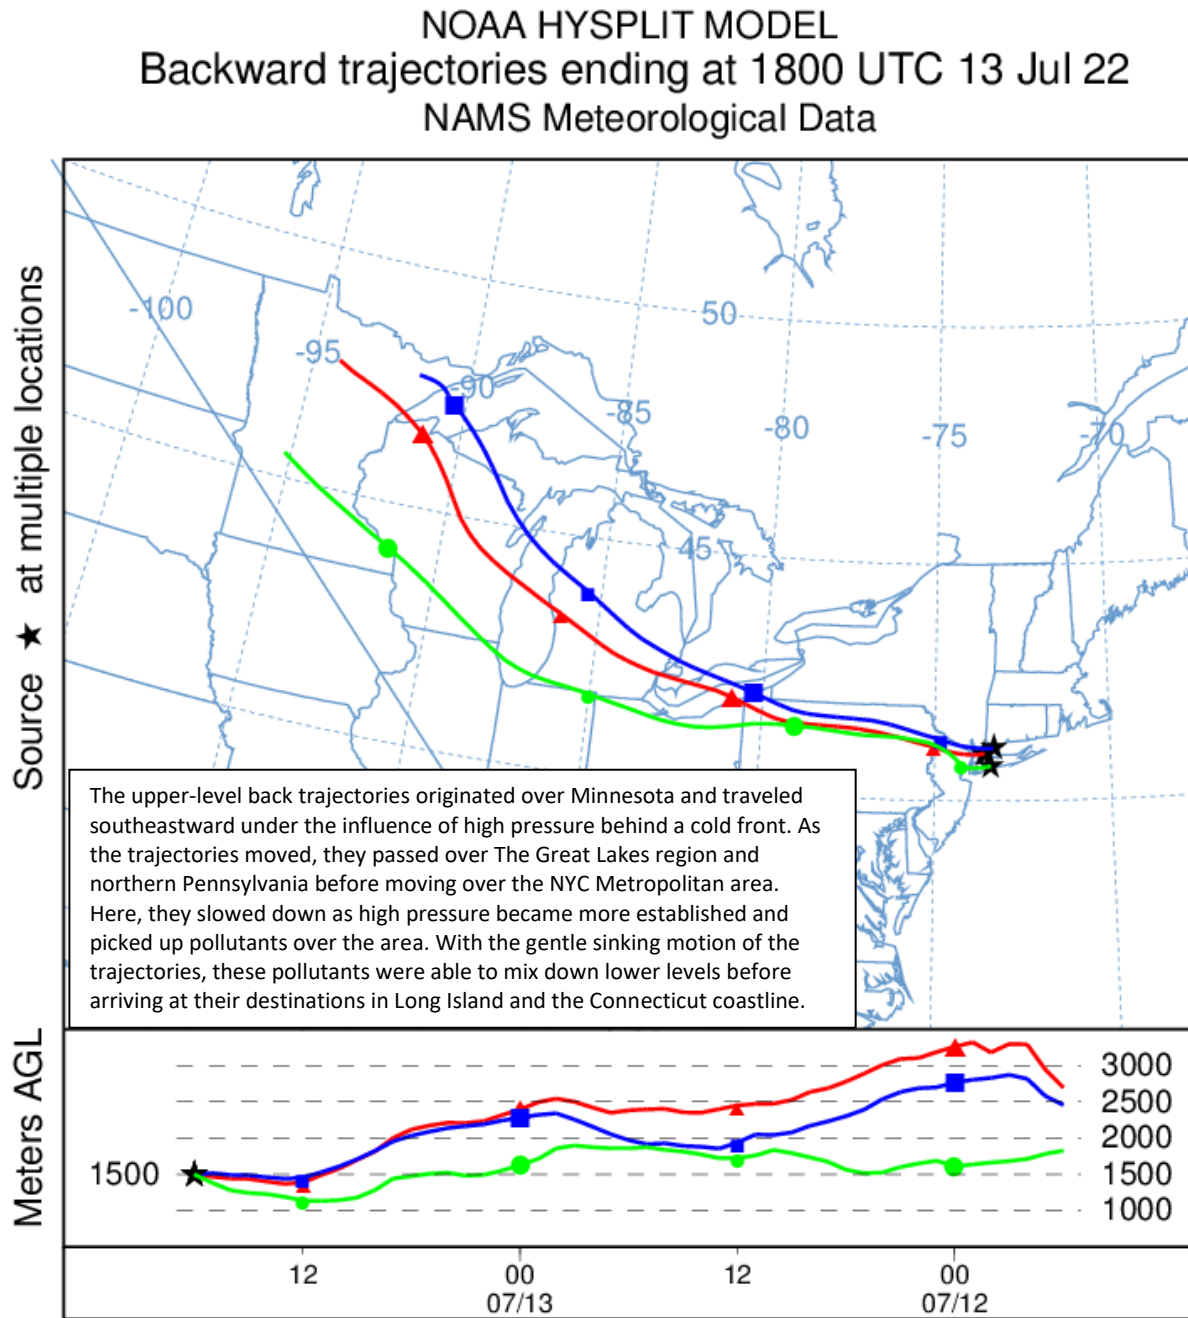 NOAA HYSPLIT MODEL
Backward trajectories ending at 1800 UTC 13 Jul 22
NAMS Meteorological Data
Source ★ at multiple locations
-100
-95
-90
-85
-80
-75
-70
50
45
The upper-level back trajectories originated over Minnesota and traveled
southeastward under the influence of high pressure behind a cold front. As
the trajectories moved, they passed over The Great Lakes region and
northern Pennsylvania before moving over the NYC Metropolitan area.
Here, they slowed down as high pressure became more established and
picked up pollutants over the area. With the gentle sinking motion of the
trajectories, these pollutants were able to mix down lower levels before
arriving at their destinations in Long Island and the Connecticut coastline.
Meters AGL
1500
3000
2500
2000
1500
1000
12 00 12 00
07/13 07/12